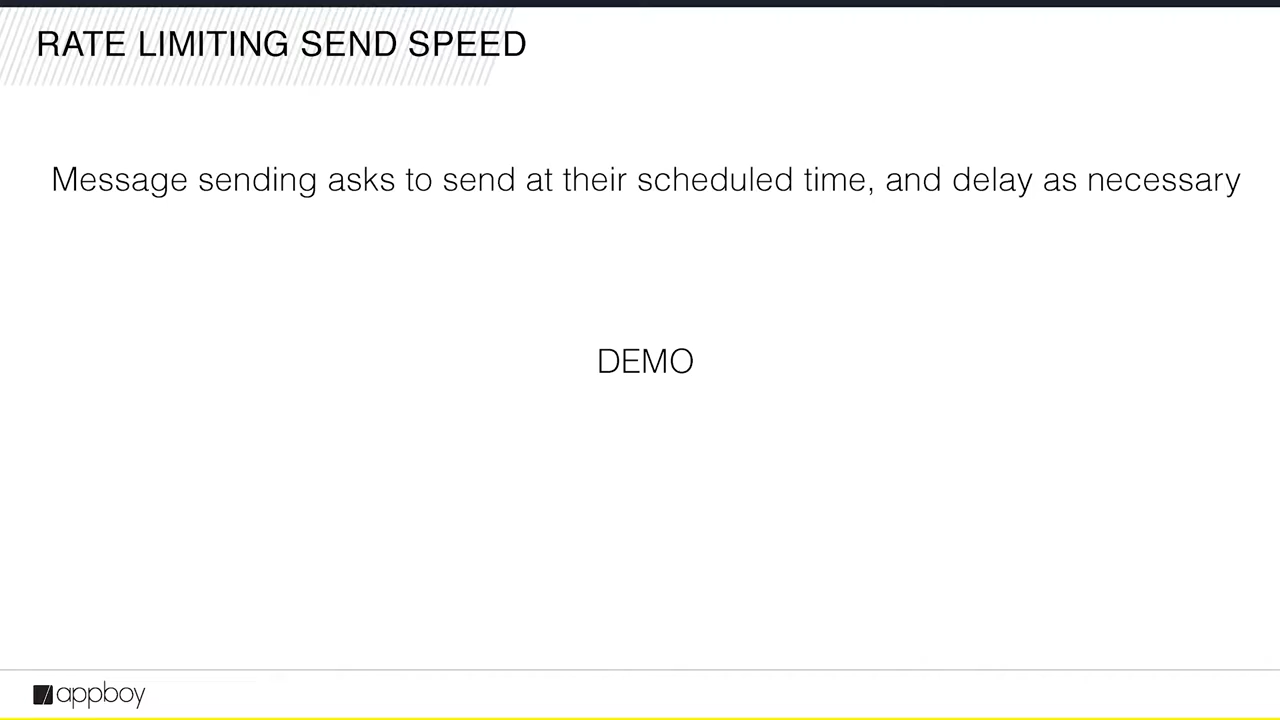 RATE LIMITING SEND SPEED
Message sending asks to send at their scheduled time, and delay as necessary
DEMO
appboy